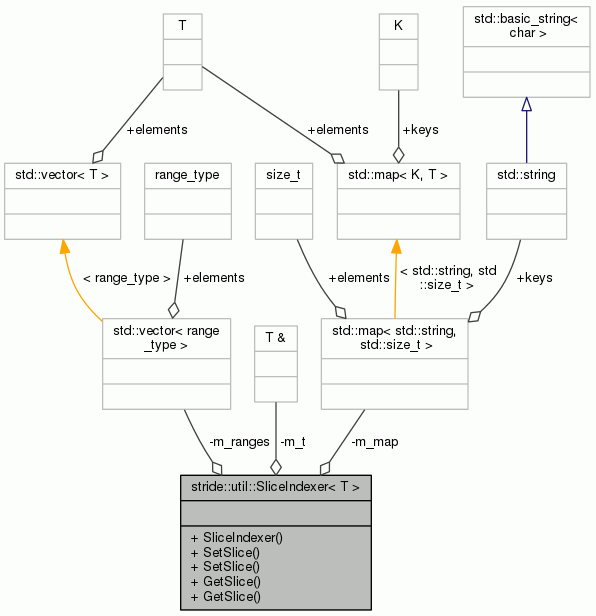 T
K
std::basic_string<
char >
+elements
+elements
+keys
std::vector< T >
range_type
size_t
std::map< K, T >
std::string
< range_type >
+elements
+elements
< std::string, std
::size_t >
+keys
std::vector< range
_type >
T &
std::map< std::string,
std::size_t >
-m_ranges
-m_t
-m_map
stride::util::SliceIndexer< T >
+ SliceIndexer()
+ SetSlice()
+ SetSlice()
+ GetSlice()
+ GetSlice()